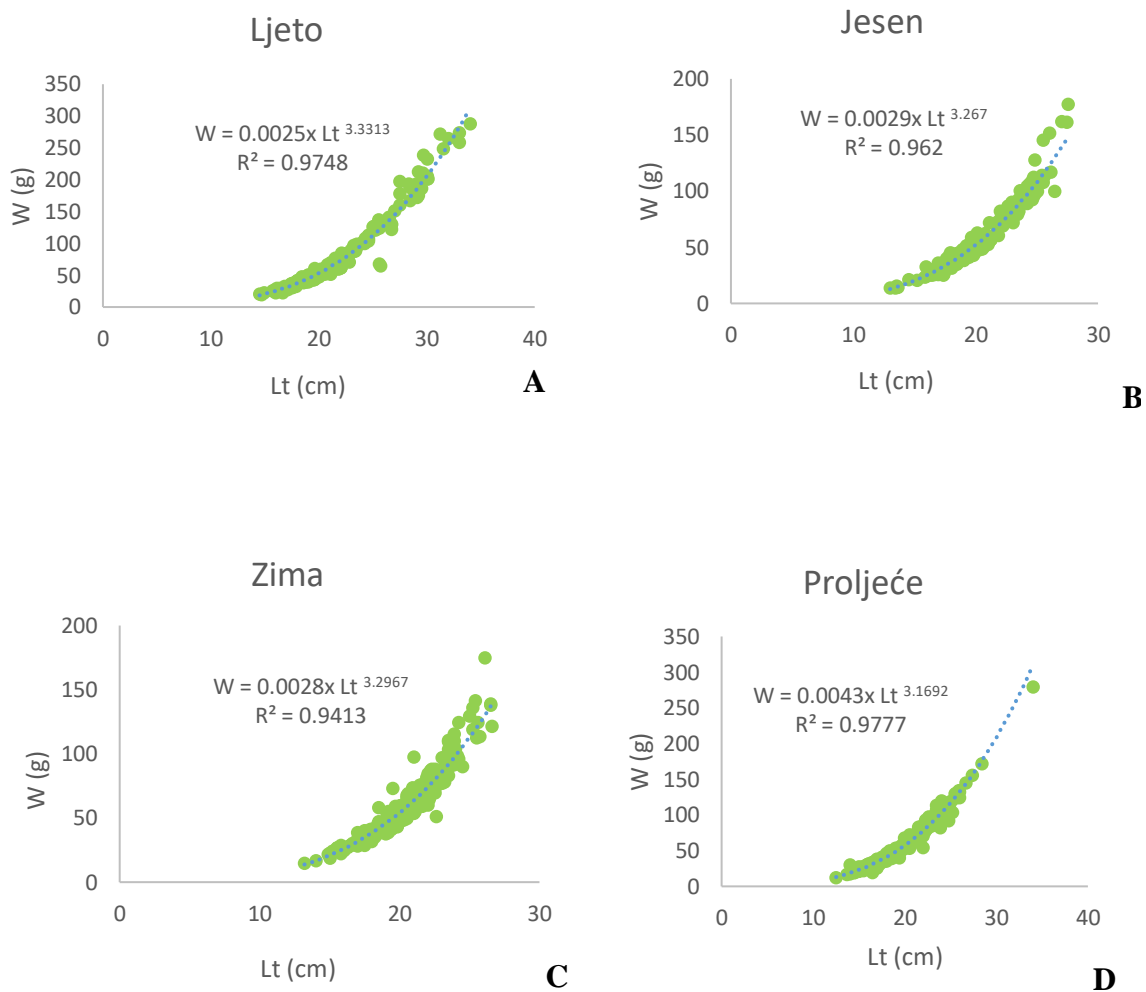 Ljeto
350
300
250
200
150
100
50
0
W (g)
W = 0.0025x Lt 3.3313
R² = 0.9748
0 10 20 30 40
Lt (cm)
A
Jesen
200
150
100
50
0
W (g)
W = 0.0029x Lt 3.267
R² = 0.962
0 10 20 30
Lt (cm)
B
Zima
200
150
100
50
0
W (g)
W = 0.0028x Lt 3.2967
R² = 0.9413
0 10 20 30
Lt (cm)
C
Proljeće
350
300
250
200
150
100
50
0
W (g)
W = 0.0043x Lt 3.1692
R² = 0.9777
0 10 20 30 40
Lt (cm)
D